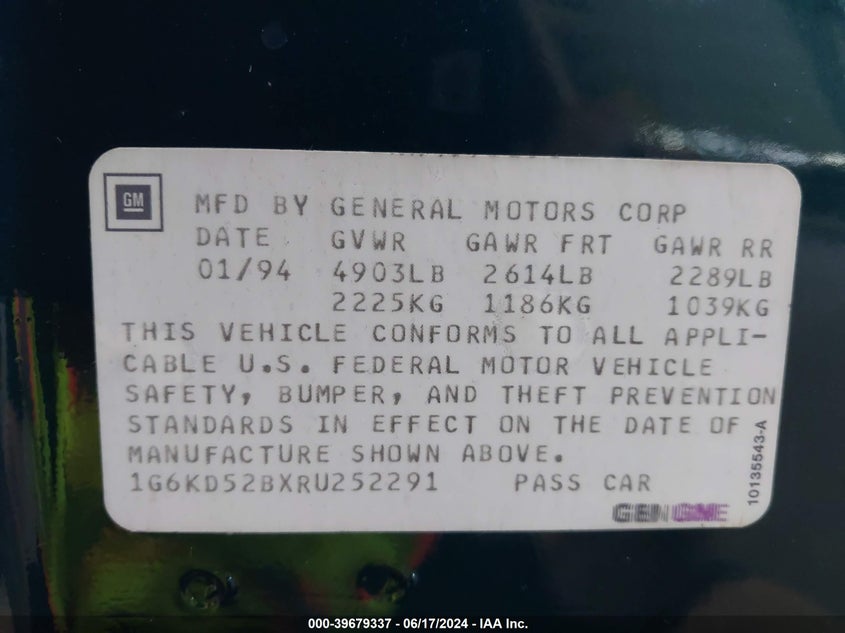 GM
MFD BY GENERAL MOTORS CORP
DATE GVWR GAWR FRT GAWR RR
01/94 4903LB 2614LB 2289LB
2225KG 1186KG 1039KG
THIS VEHICLE CONFORMS TO ALL APPLI-
CABLE U.S. FEDERAL MOTOR VEHICLE
SAFETY, BUMPER, AND THEFT PREVENTION
STANDARDS IN EFFECT ON THE DATE OF
MANUFACTURE SHOWN ABOVE.
1G6KD52BXRU252291 PASS CAR
10135543-A
000-39679337 - 06/17/2024 - IAA Inc.